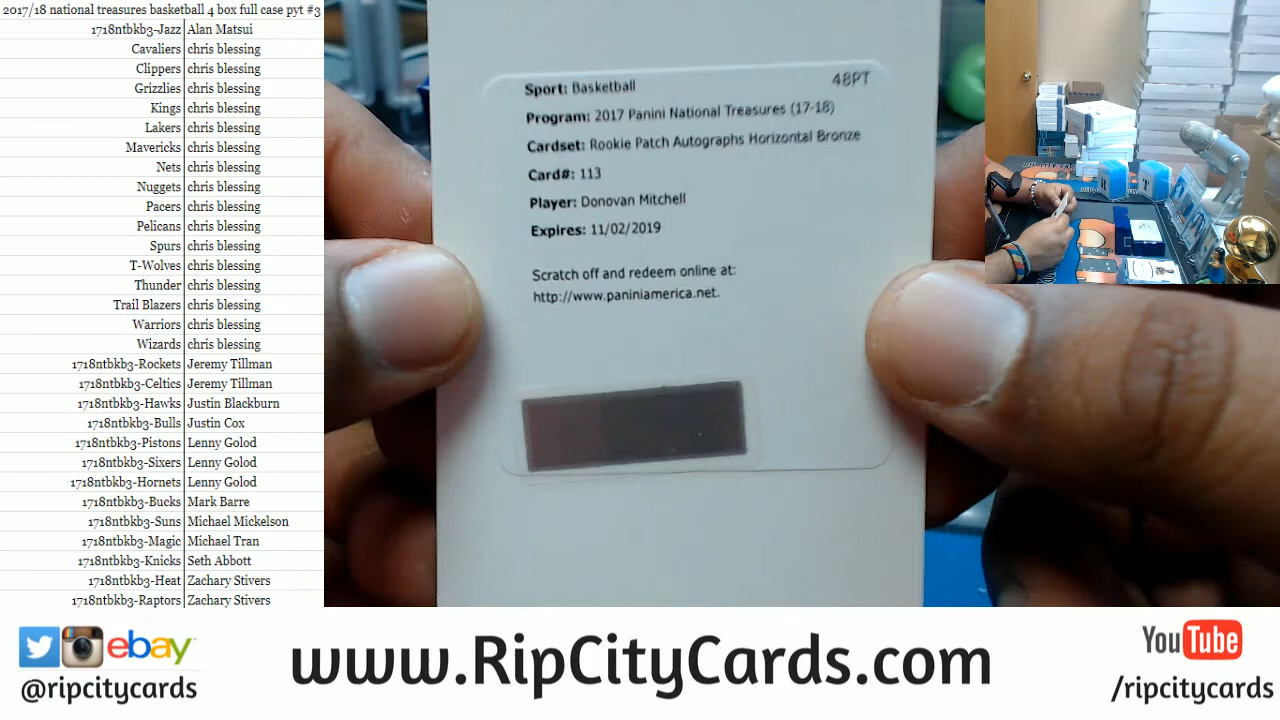 2017/18 national treasures basketball 4 box full case pyt #3
1718ntbkb3-Jazz Alan Matsui
Cavaliers chris blessing
Clippers chris blessing
Grizzlies chris blessing
Kings chris blessing
Lakers chris blessing
Mavericks chris blessing
Nets chris blessing
Nuggets chris blessing
Pacers chris blessing
Pelicans chris blessing
Spurs chris blessing
T-Wolves chris blessing
Thunder chris blessing
Trail Blazers chris blessing
Warriors chris blessing
Wizards chris blessing
1718ntbkb3-Rockets Jeremy Tillman
1718ntbkb3-Celtics Jeremy Tillman
1718ntbkb3-Hawks Justin Blackburn
1718ntbkb3-Bulls Justin Cox
1718ntbkb3-Pistons Lenny Golod
1718ntbkb3-Sixers Lenny Golod
1718ntbkb3-Hornets Lenny Golod
1718ntbkb3-Bucks Mark Barre
1718ntbkb3-Suns Michael Mickelson
1718ntbkb3-Magic Michael Tran
1718ntbkb3-Knicks Seth Abbott
1718ntbkb3-Heat Zachary Stivers
1718ntbkb3-Raptors Zachary Stivers
48PT
Sport: Basketball
Program: 2017 Panini National Treasures (17-18)
Cardset: Rookie Patch Autographs Horizontal Bronze
Card#: 113
Player: Donovan Mitchell
Expires: 11/02/2019
Scratch off and redeem online at:
http://www.paniniamerica.net.
ebay
@ripcitycards
www.RipCityCards.com
YouTube
/ripcitycards